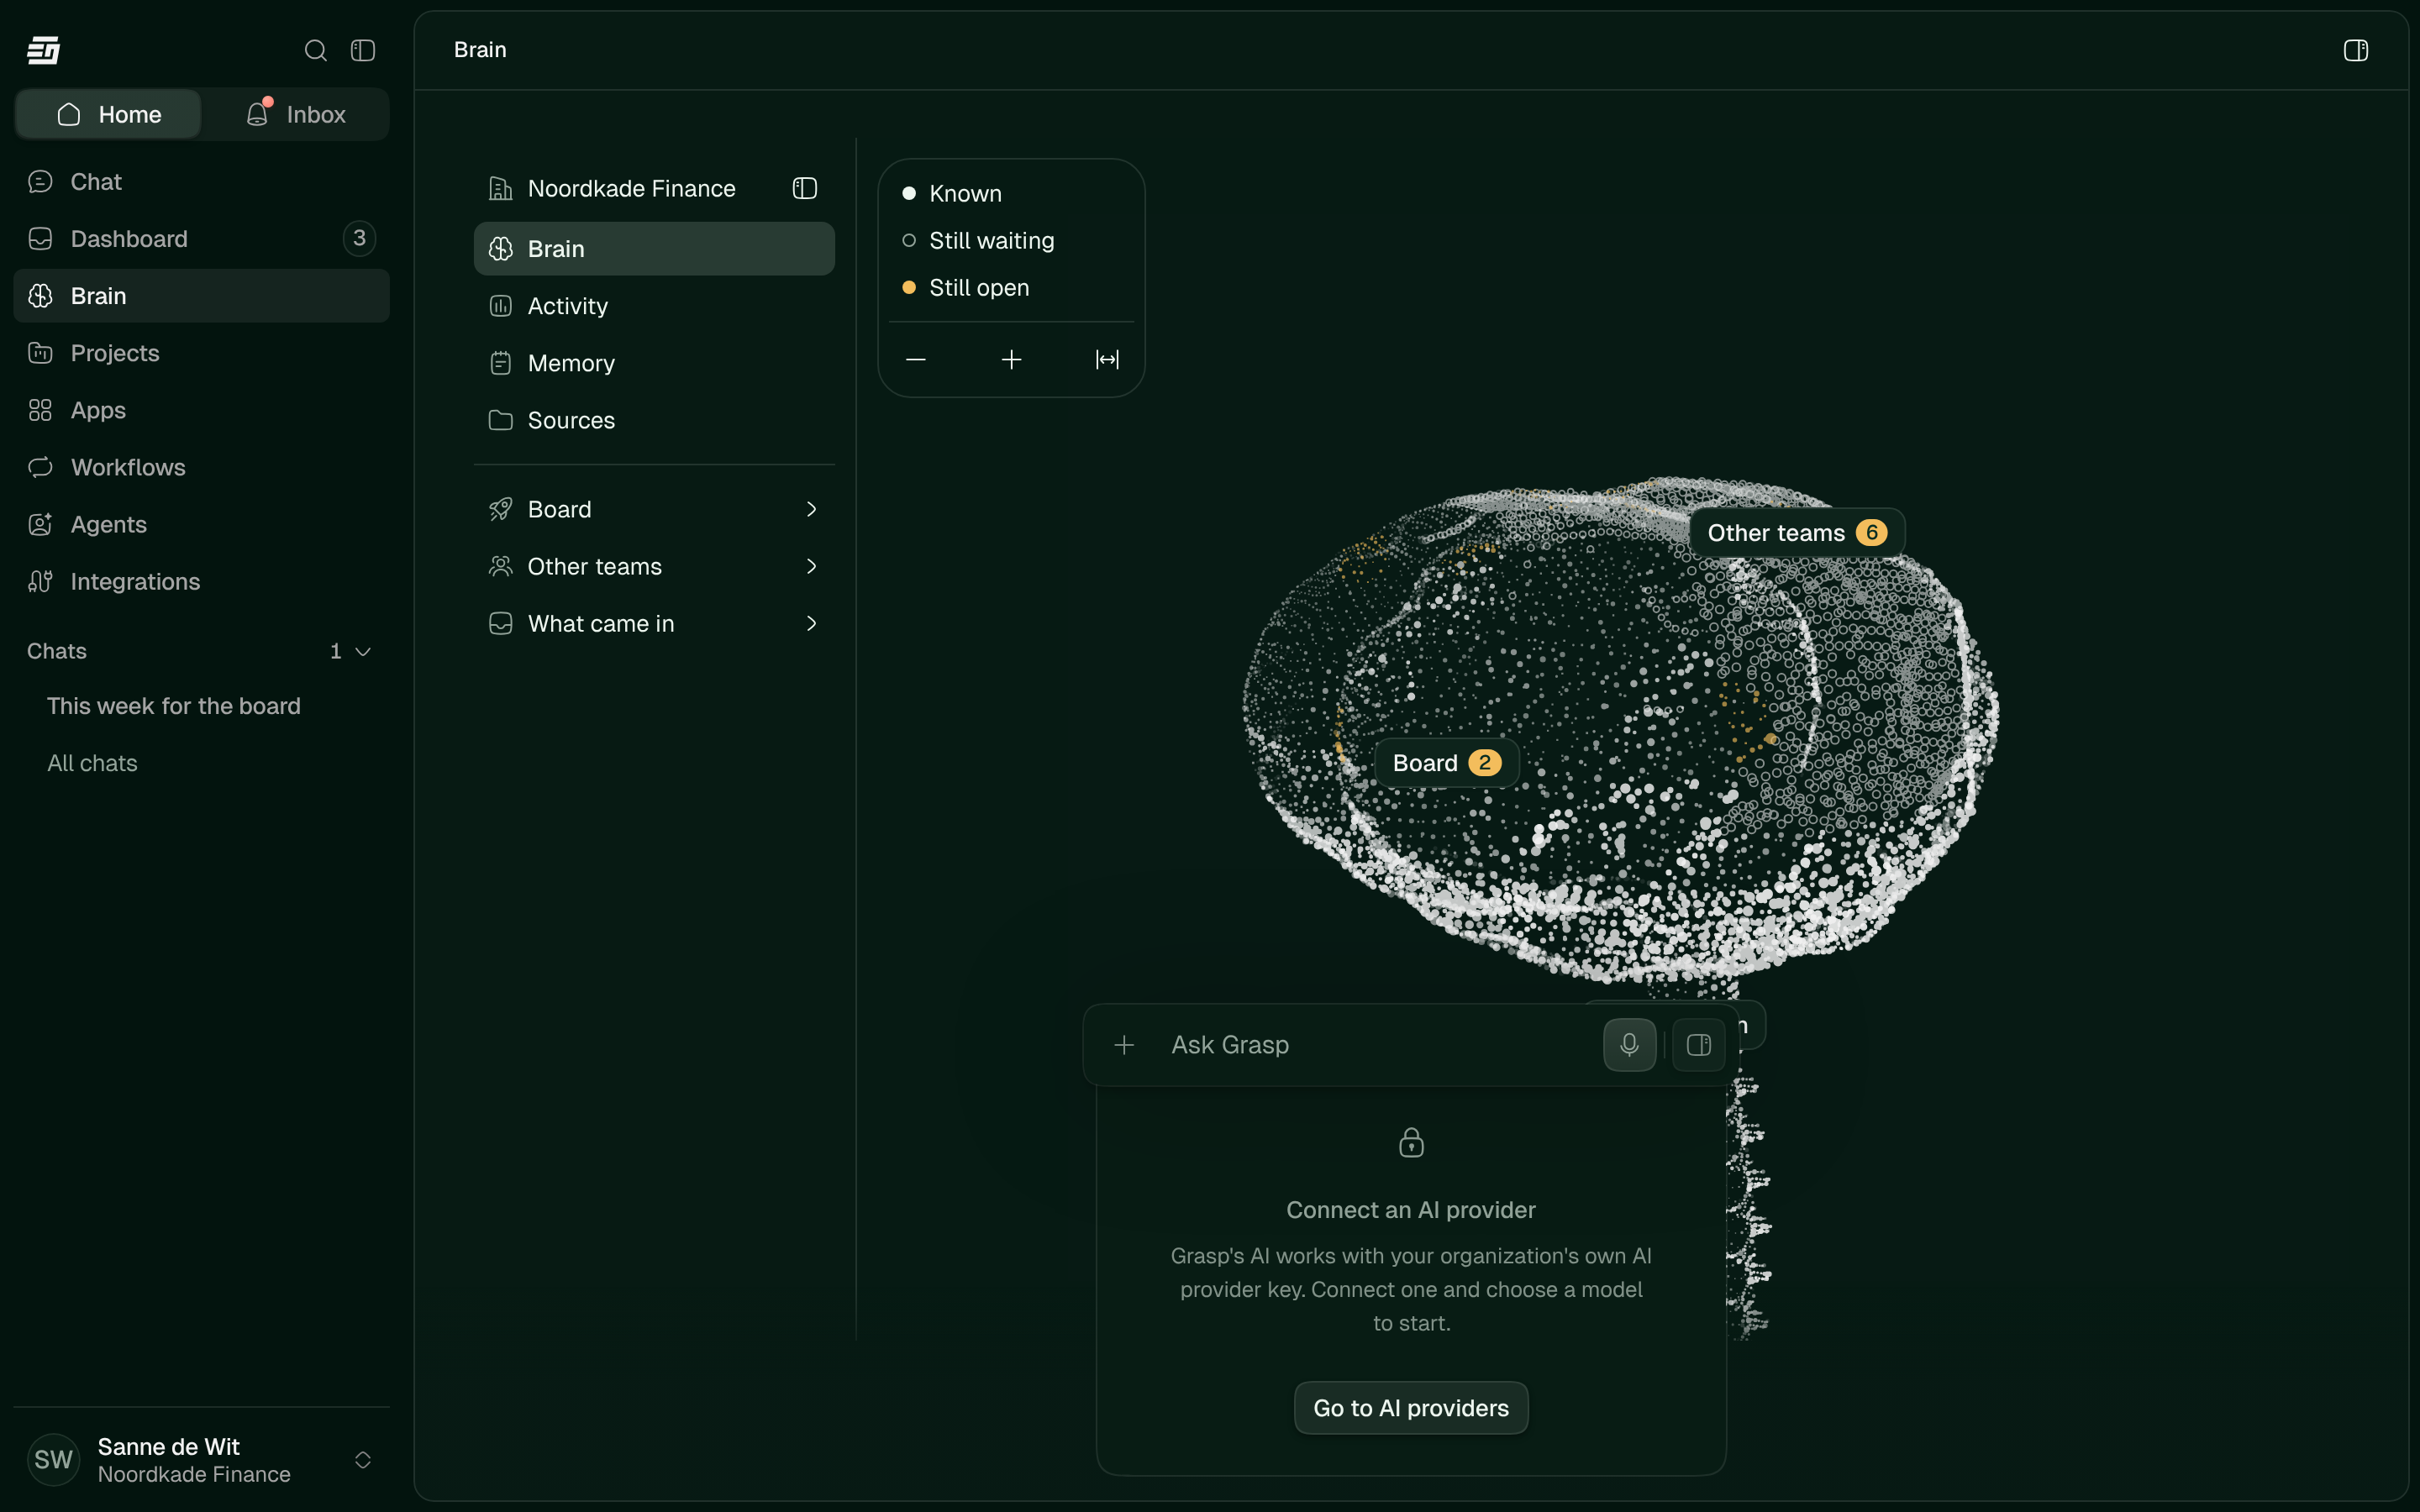 Home
Inbox
Chat
Dashboard
3
Brain
Projects
Apps
Workflows
Agents
Integrations
Chats
1
This week for the board
All chats
SW
Sanne de Wit
Noordkade Finance
Brain
Noordkade Finance
Brain
Activity
Memory
Sources
Board
Other teams
What came in
Known
Still waiting
Still open
Other teams 6
Board 2
Ask Grasp
Connect an AI provider
Grasp's AI works with your organization's own AI
provider key. Connect one and choose a model
to start.
Go to AI providers